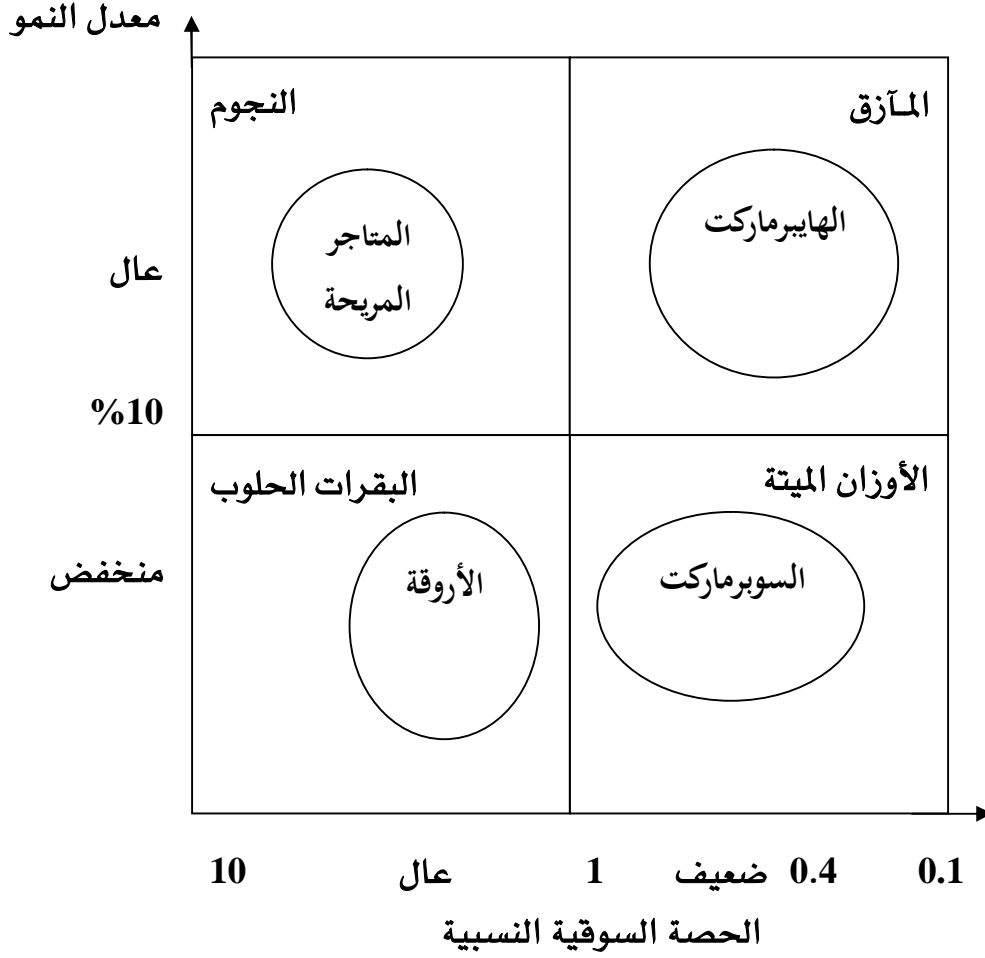 معدل النمو
المآزق
النجوم
الهايبرماركت
المتاجر
المريحة
عال
%10
الأوزان الميتة
البقرات الحلوب
السوبرماركت
الأروقة
منخفض
10 عال 1 ضعيف 0.4 0.1
الحصة السوقية النسبية